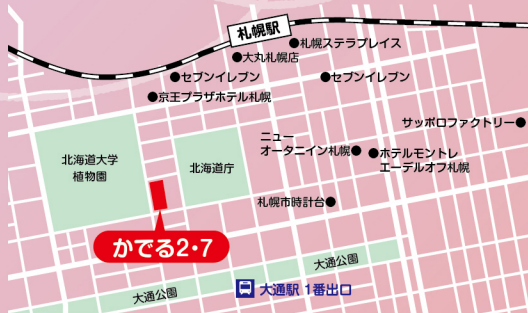 札幌駅
札幌ステラプレイス
大丸札幌店
セブンイレブン
セブンイレブン
京王プラザホテル札幌
サッポロファクトリー
ニュー
オータニイン札幌
ホテルモントレ
エーデルオフ札幌
北海道大学
植物園
北海道庁
札幌市時計台
かでる2・7
大通公園
大通公園
大通駅 1番出口